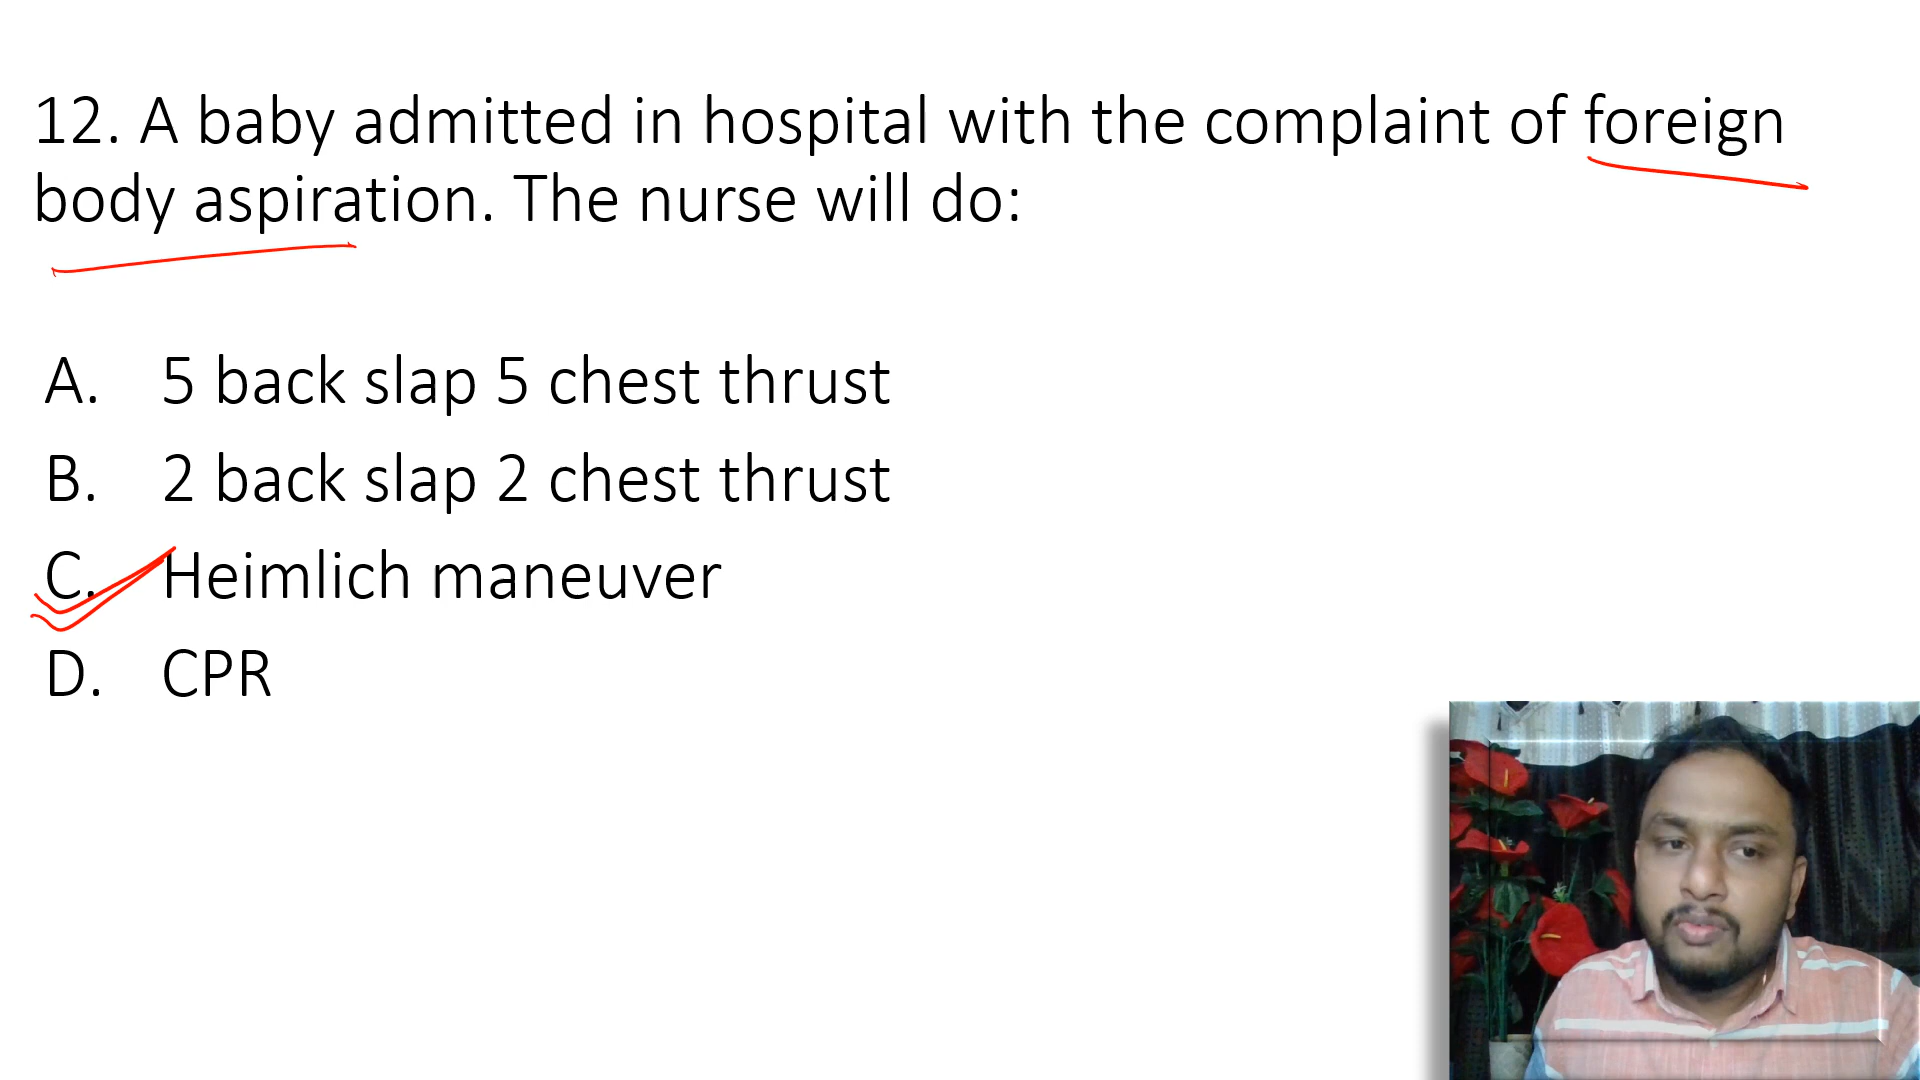 12. A baby admitted in hospital with the complaint of foreign
body aspiration. The nurse will do:
A. 5 back slap 5 chest thrust
B. 2 back slap 2 chest thrust
C. Heimlich maneuver
D. CPR